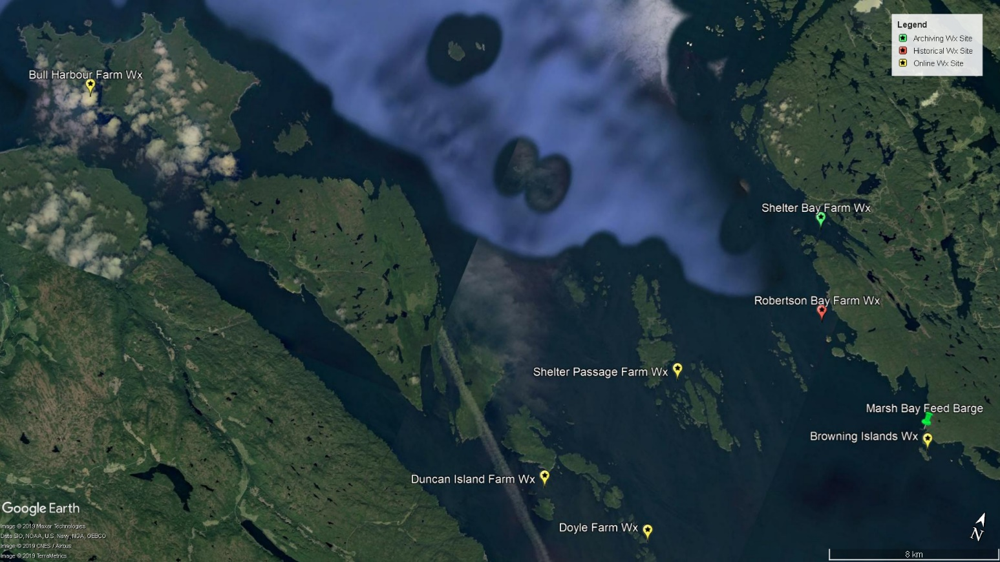 Legend
Archiving Wx Site
Historical Wx Site
Online Wx Site
Bull Harbour Farm Wx
Shelter Bay Farm Wx
Robertson Bay Farm Wx
Shelter Passage Farm Wx
Marsh Bay Feed Barge
Browning Islands Wx
Duncan Island Farm Wx
Doyle Farm Wx
Google Earth
Image © 2019 Maxar Technologies
Data SIO, NOAA, U.S. Navy, NGA, GEBCO
Image © 2019 CNES / Airbus
Image © 2019 TerraMetrics
N
8 km